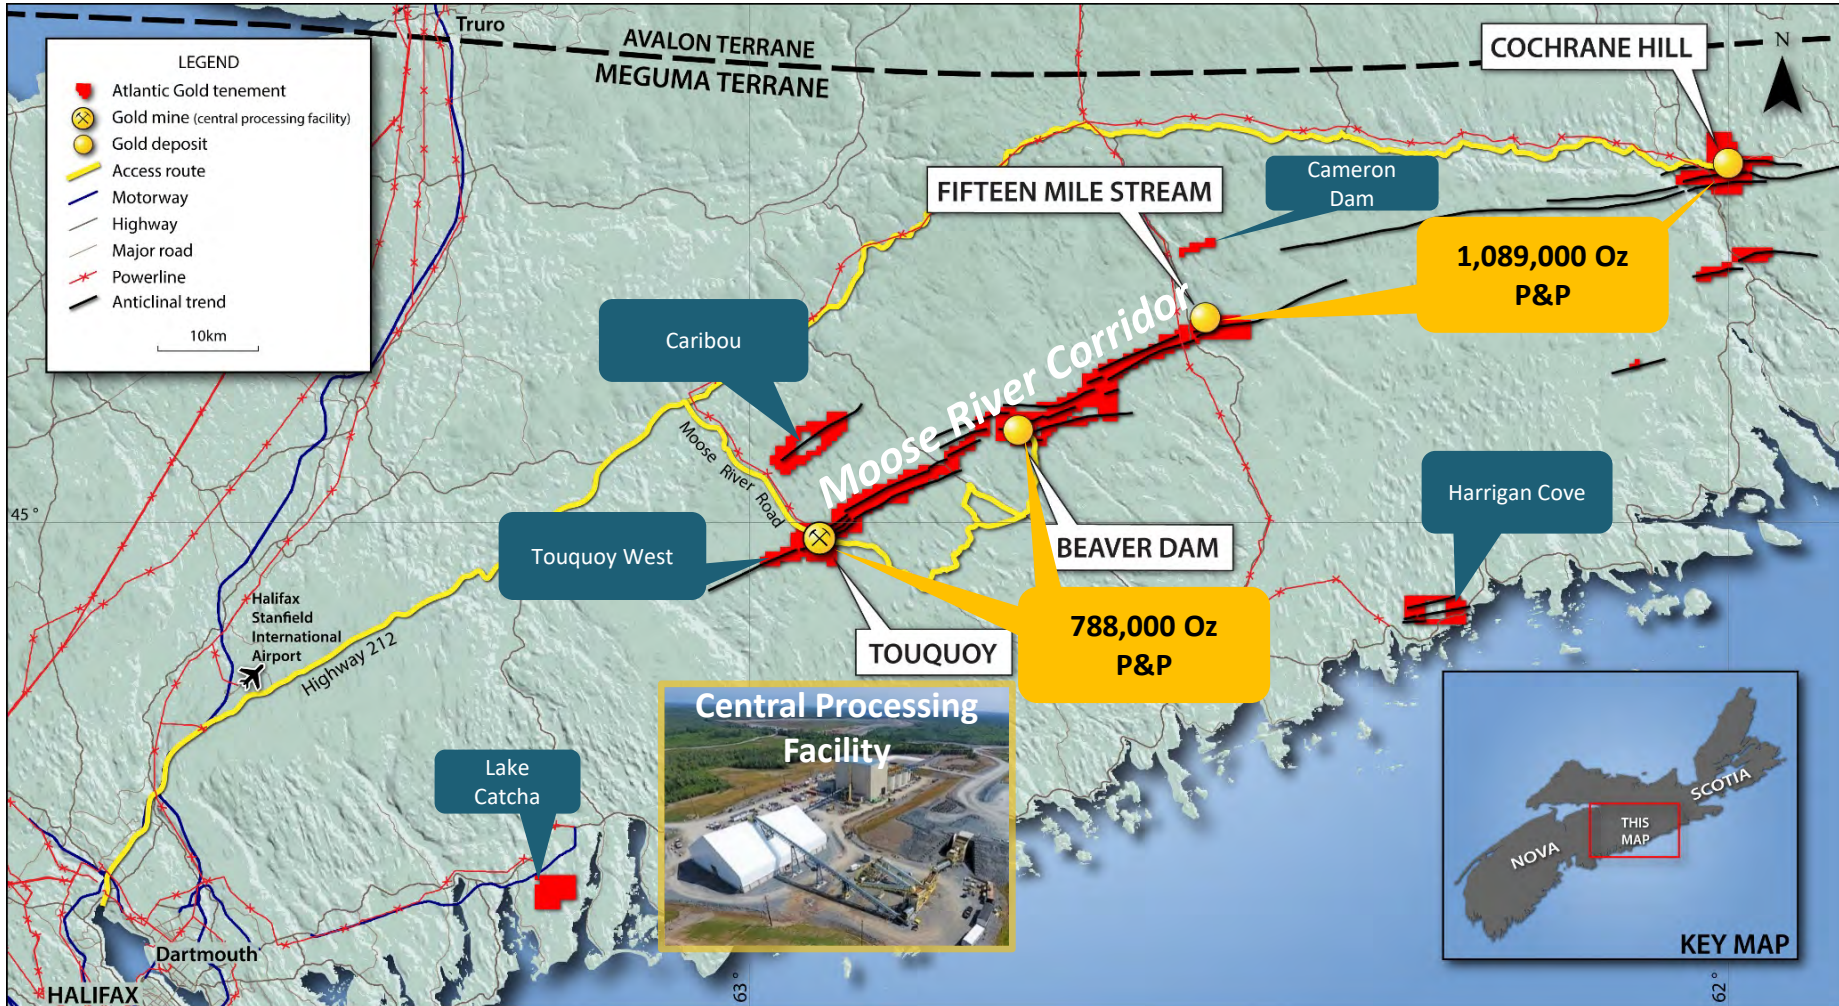 Truro
AVALON TERRANE
MEGUMA TERRANE
COCHRANE HILL
N
LEGEND
Atlantic Gold tenement
Gold mine (central processing facility)
Gold deposit
Access route
Motorway
Highway
Major road
Powerline
Anticlinal trend
10km
Cameron
Dam
FIFTEEN MILE STREAM
1,089,000 Oz
P&P
Caribou
Moose River Corridor
Moose River Road
45°
Harrigan Cove
Touquoy West
BEAVER DAM
Halifax
Stanfield
International
Airport
Highway 212
TOUQUOY
788,000 Oz
P&P
Central Processing
Facility
Lake
Catcha
NOVA
SCOTIA
THIS
MAP
KEY MAP
Dartmouth
HALIFAX
63°
62°